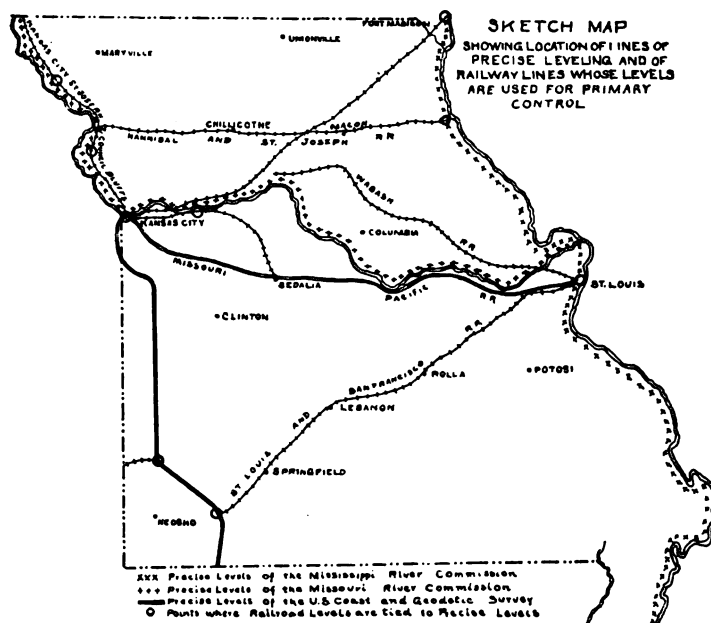 SKETCH MAP
SHOWING LOCATION OF LINES OF
PRECISE LEVELING AND OF
RAILWAY LINES WHOSE LEVELS
ARE USED FOR PRIMARY
CONTROL
FORT MADISON
UNIONVILLE
MARYVILLE
KANSAS CITY
CHILLICOTHE
MACON
HANNIBAL AND ST. JOSEPH RR
WABASH RR
KANSAS CITY
COLUMBIA
MISSOURI PACIFIC RR
SEDALIA
ST. LOUIS
CLINTON
POTOSI
ROLLA
LEBANON
ST LOUIS AND SANFRANCISCO RR
SPRINGFIELD
NEOSHO
xxx Precise Levels of the Mississippi River Commission
+++ Precise Levels of the Missouri River Commission
Precise Levels of the U.S. Coast and Geodetic Survey
O Points where Railroad Levels are tied to Precise Levels